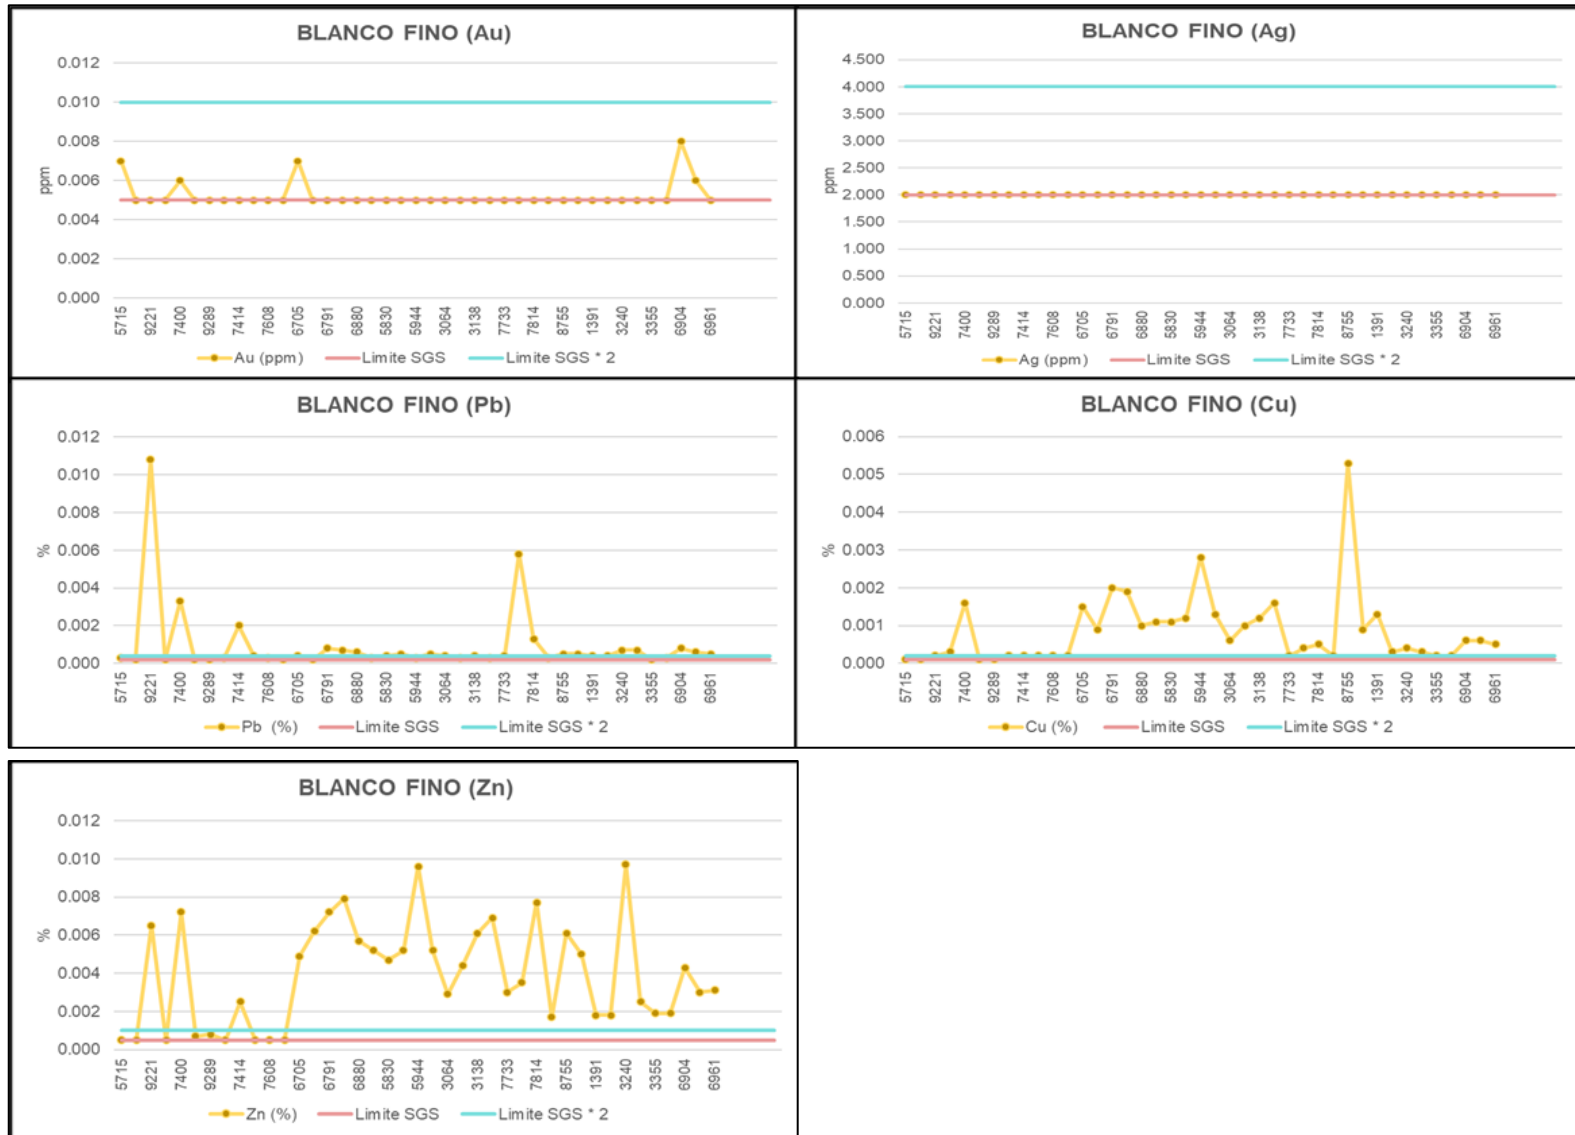 BLANCO FINO (Au)
0.012
0.010
0.008
0.006
0.004
0.002
0.000
ppm
5715 9221 7400 9289 7414 7608 6705 6791 6880 5830 5944 3064 3138 7733 7814 8755 1391 3240 3355 6904 6961
Au (ppm) Limite SGS Limite SGS * 2
BLANCO FINO (Ag)
4.500
4.000
3.500
3.000
2.500
2.000
1.500
1.000
0.500
0.000
ppm
5715 9221 7400 9289 7414 7608 6705 6791 6880 5830 5944 3064 3138 7733 7814 8755 1391 3240 3355 6904 6961
Ag (ppm) Limite SGS Limite SGS * 2
BLANCO FINO (Pb)
0.012
0.010
0.008
0.006
0.004
0.002
0.000
%
5715 9221 7400 9289 7414 7608 6705 6791 6880 5830 5944 3064 3138 7733 7814 8755 1391 3240 3355 6904 6961
Pb (%) Limite SGS Limite SGS * 2
BLANCO FINO (Cu)
0.006
0.005
0.004
0.003
0.002
0.001
0.000
%
5715 9221 7400 9289 7414 7608 6705 6791 6880 5830 5944 3064 3138 7733 7814 8755 1391 3240 3355 6904 6961
Cu (%) Limite SGS Limite SGS * 2
BLANCO FINO (Zn)
0.012
0.010
0.008
0.006
0.004
0.002
0.000
%
5715 9221 7400 9289 7414 7608 6705 6791 6880 5830 5944 3064 3138 7733 7814 8755 1391 3240 3355 6904 6961
Zn (%) Limite SGS Limite SGS * 2